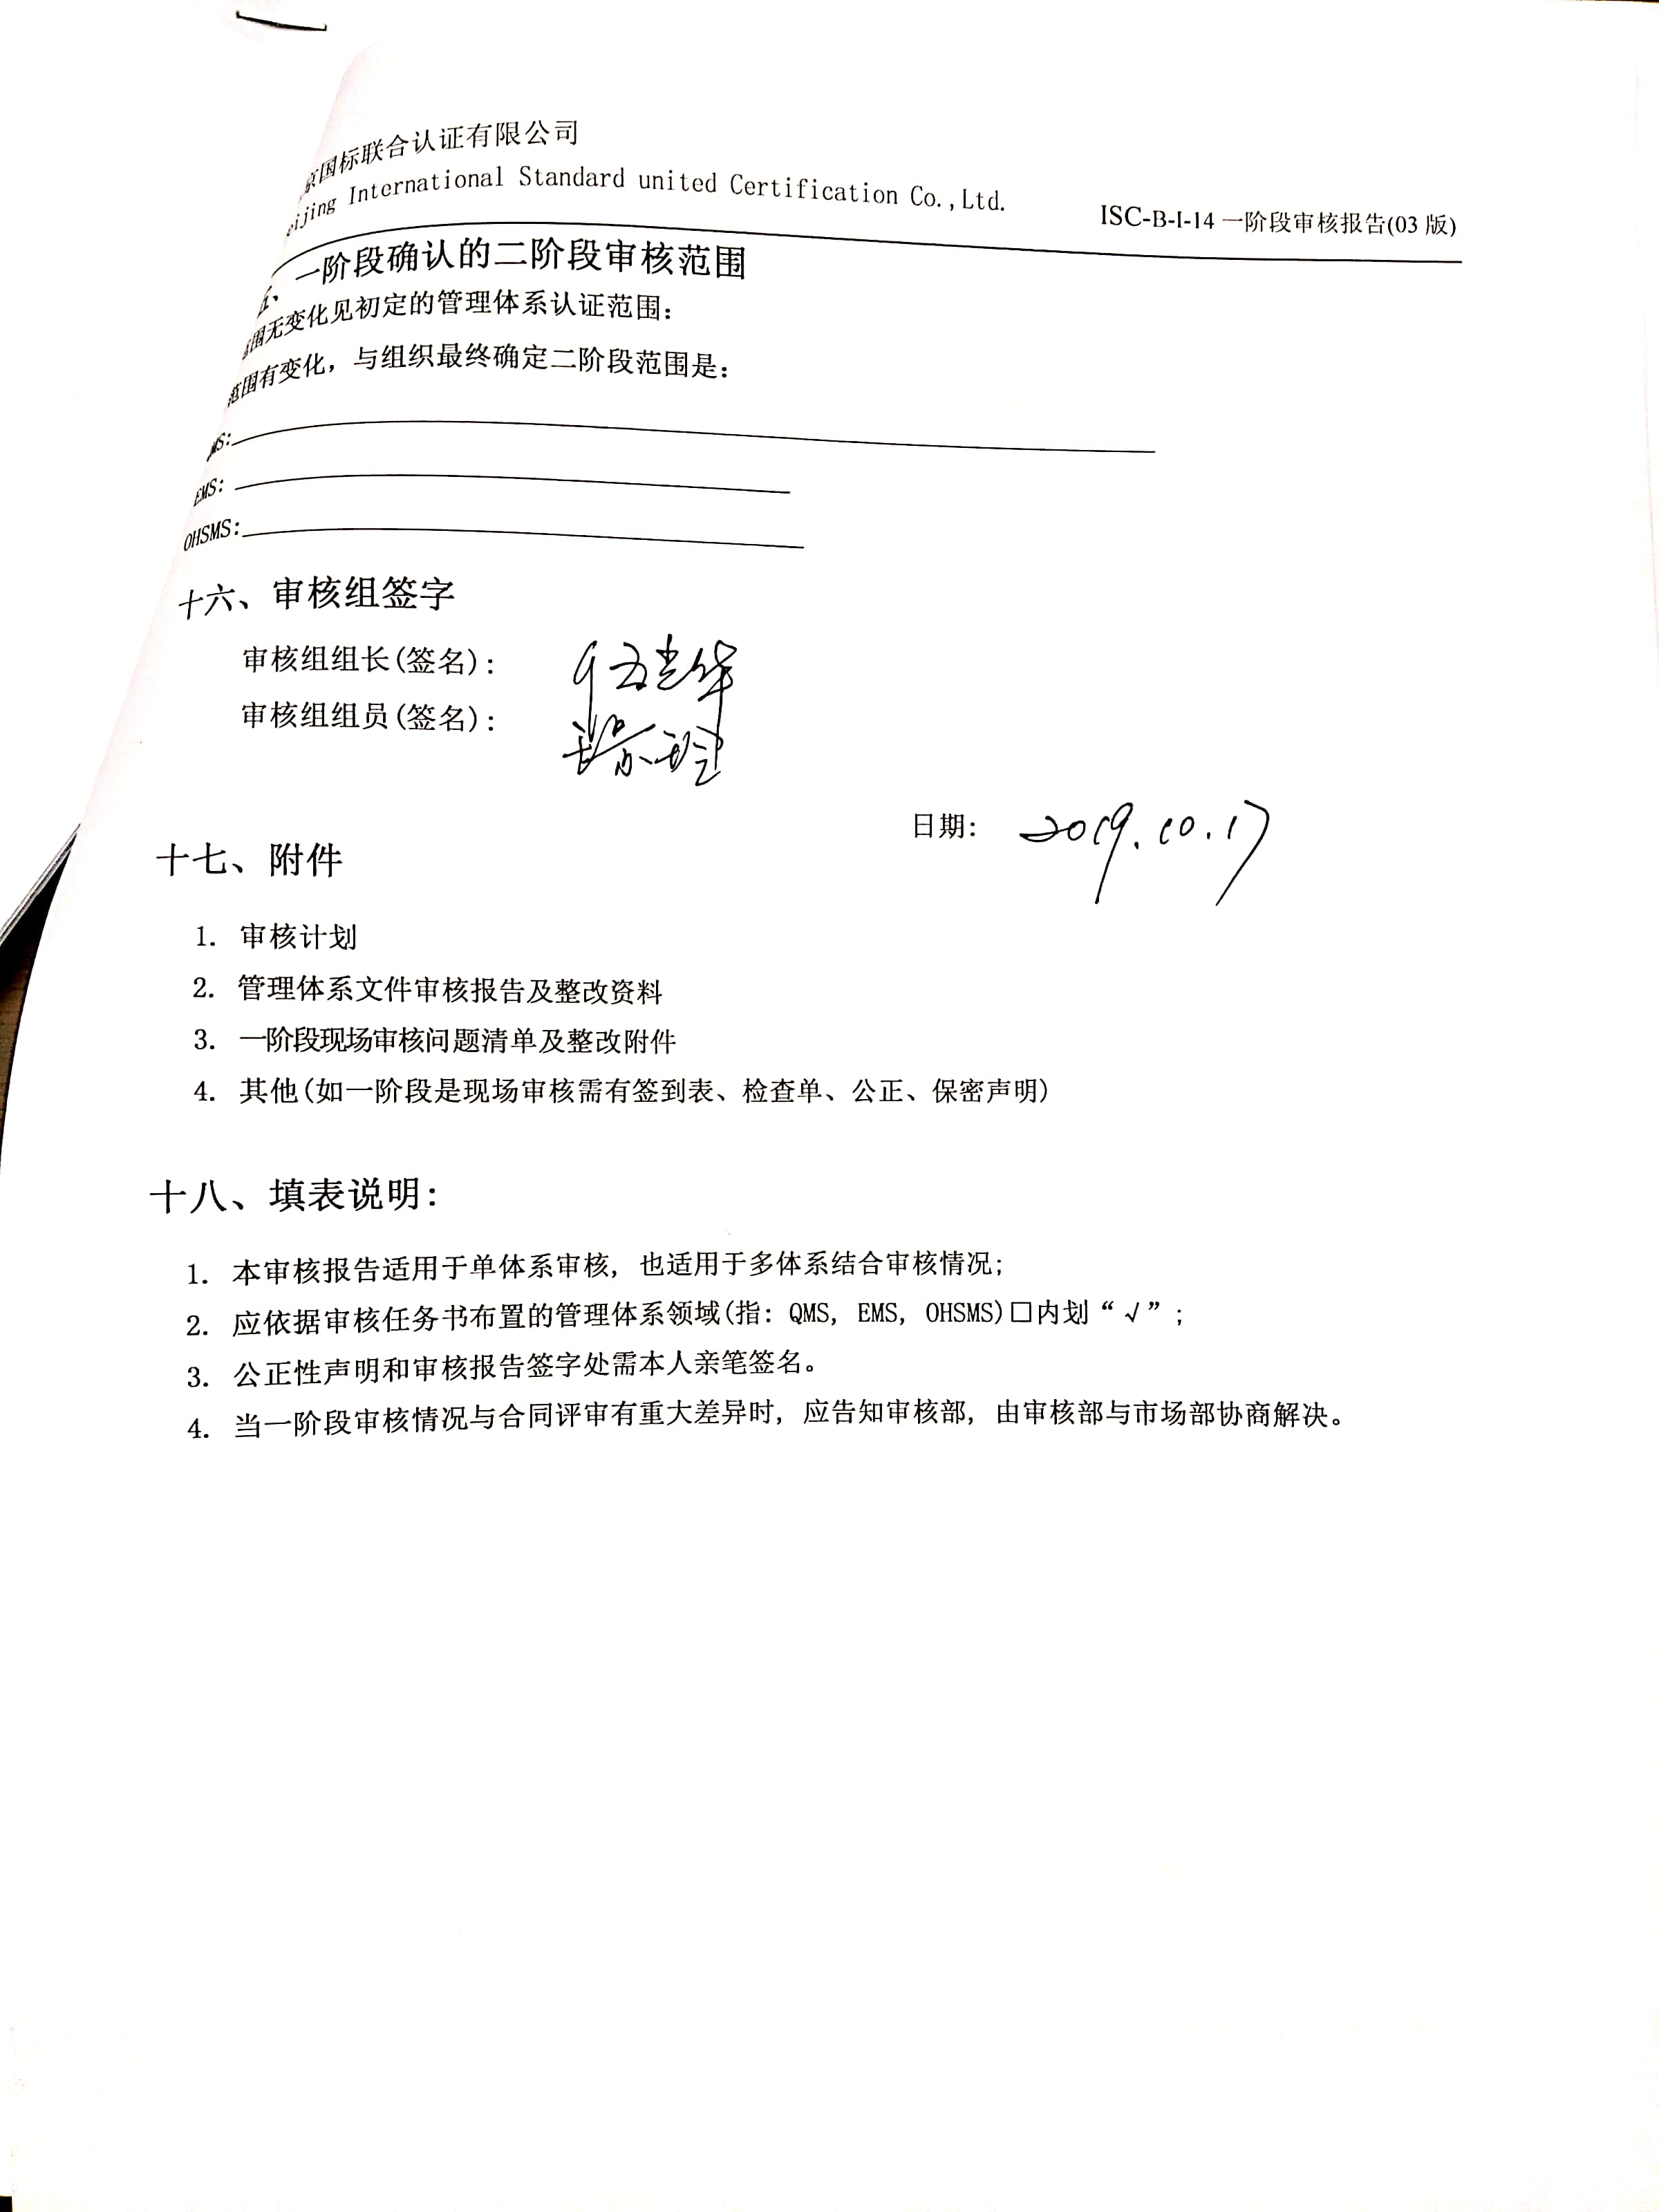 京国标联合认证有限公司
eijing International Standard united Certification Co.,Ltd.
ISC-B-I-14 一阶段审核报告(03 版)
五、一阶段确认的二阶段审核范围
范围无变化见初定的管理体系认证范围：
范围有变化，与组织最终确定二阶段范围是：
MS:
EMS:
OHSMS:
十六、审核组签字
审核组组长(签名)：
审核组组员(签名)：
日期： 2019.10.17
十七、附件
1. 审核计划
2. 管理体系文件审核报告及整改资料
3. 一阶段现场审核问题清单及整改附件
4. 其他(如一阶段是现场审核需有签到表、检查单、公正、保密声明)
十八、填表说明：
1. 本审核报告适用于单体系审核，也适用于多体系结合审核情况；
2. 应依据审核任务书布置的管理体系领域(指：QMS，EMS，OHSMS)□内划“√”；
3. 公正性声明和审核报告签字处需本人亲笔签名。
4. 当一阶段审核情况与合同评审有重大差异时，应告知审核部，由审核部与市场部协商解决。